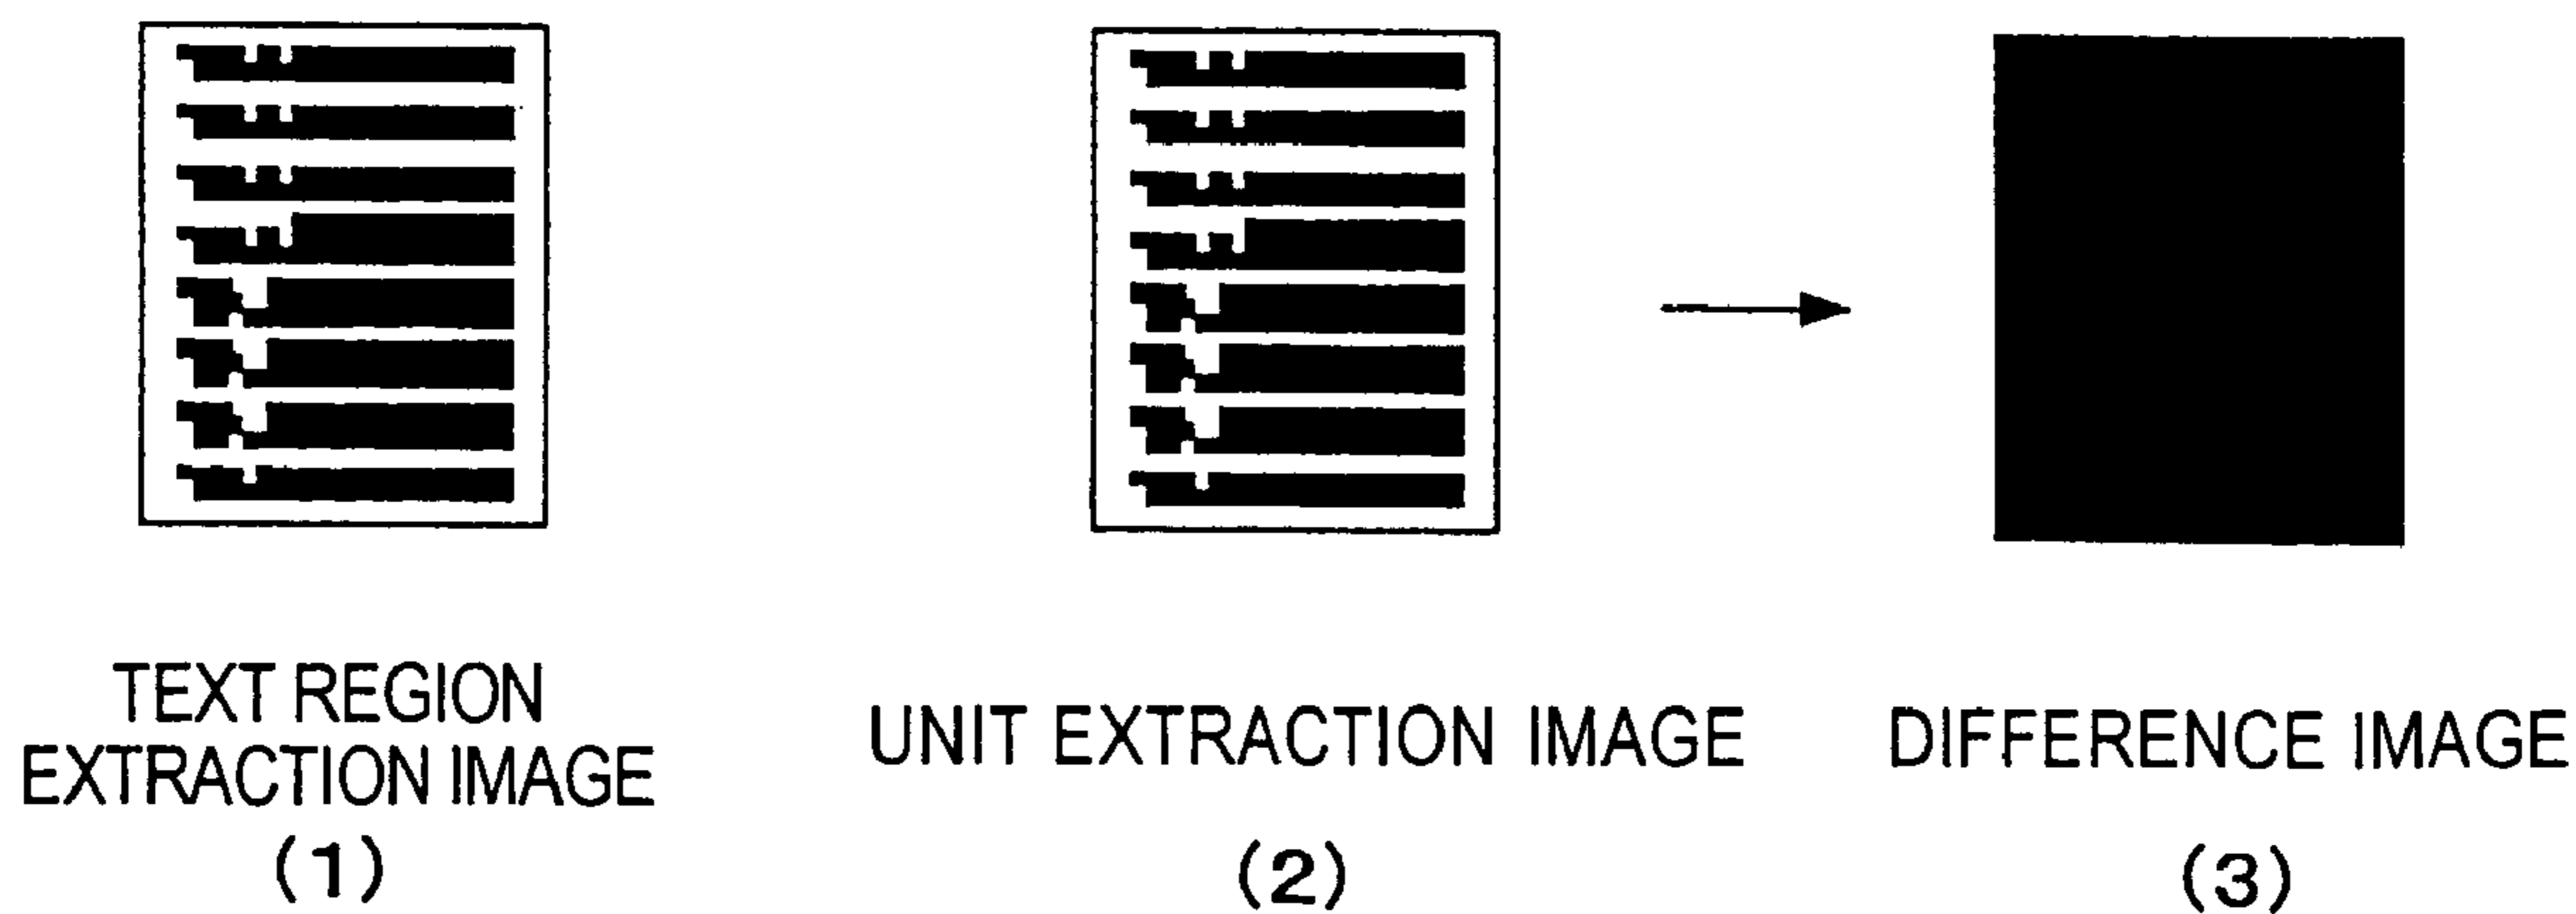 TEXT REGION
EXTRACTION IMAGE
(1)
UNIT EXTRACTION IMAGE
(2)
DIFFERENCE IMAGE
(3)